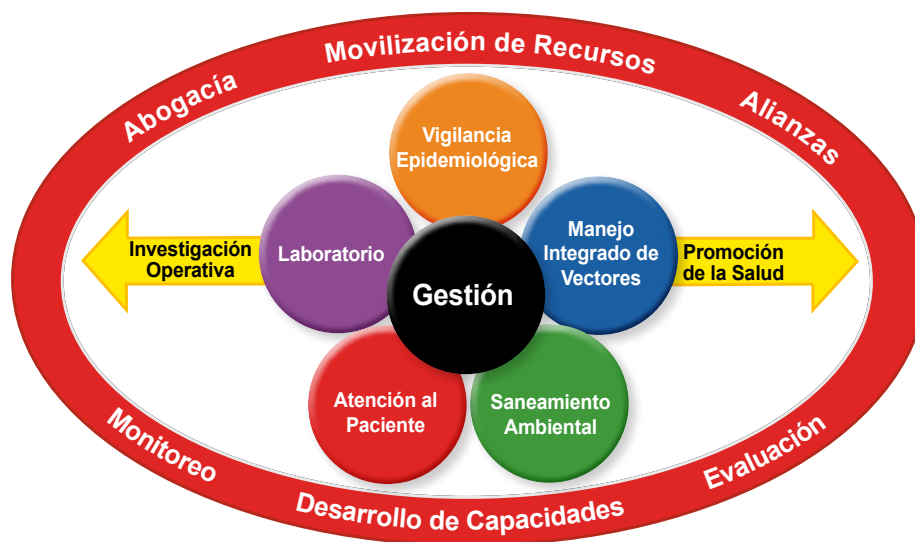 Movilización de Recursos
Abogacía
Alianzas
Vigilancia
Epidemiológica
Investigación
Operativa
Laboratorio
Gestión
Manejo
Integrado de
Vectores
Promoción
de la Salud
Atención al
Paciente
Saneamiento
Ambiental
Monitoreo
Evaluación
Desarrollo de Capacidades